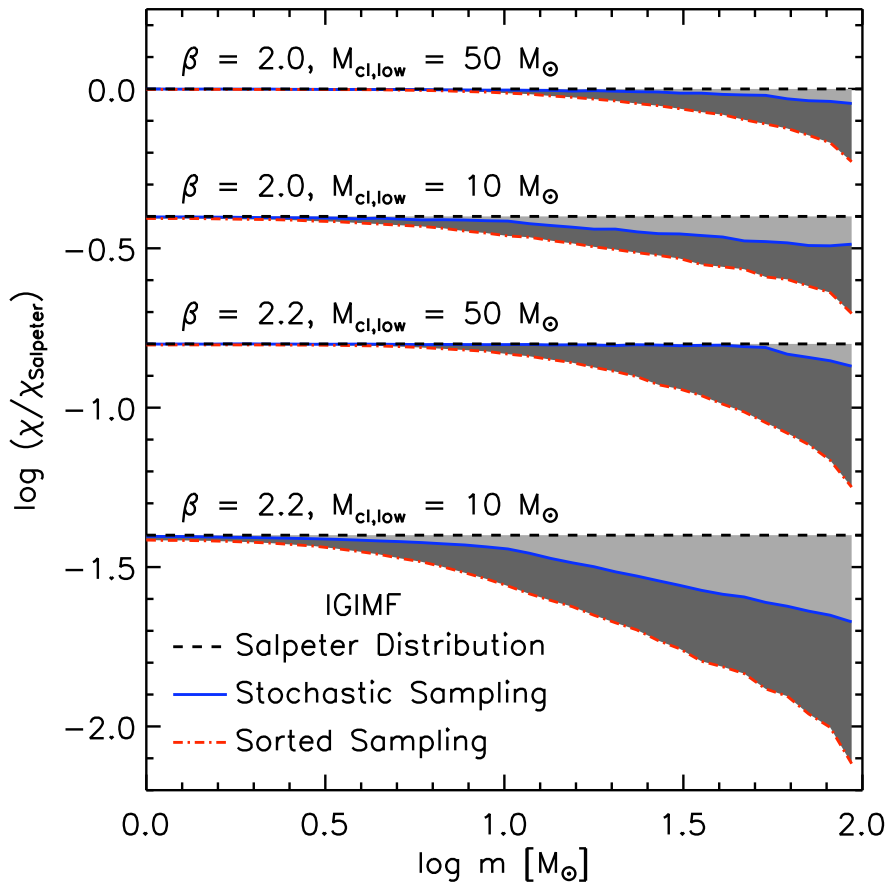 β = 2.0, M_cl,low = 50 M_⊙
0.0
β = 2.0, M_cl,low = 10 M_⊙
−0.5
β = 2.2, M_cl,low = 50 M_⊙
−1.0
β = 2.2, M_cl,low = 10 M_⊙
−1.5
−2.0
log (χ/χ_Salpeter)
IGIMF
Salpeter Distribution
Stochastic Sampling
Sorted Sampling
0.0 0.5 1.0 1.5 2.0
log m [M_⊙]